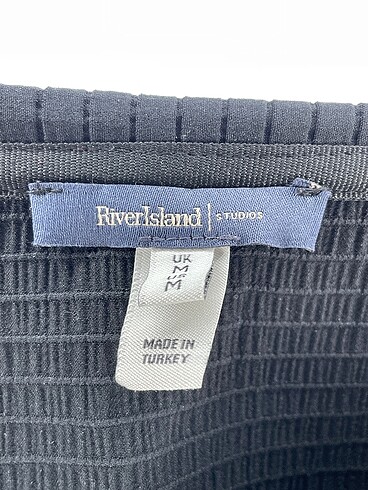 RiverIsland | STUDIOS
UK
M
M
MADE IN
TURKEY